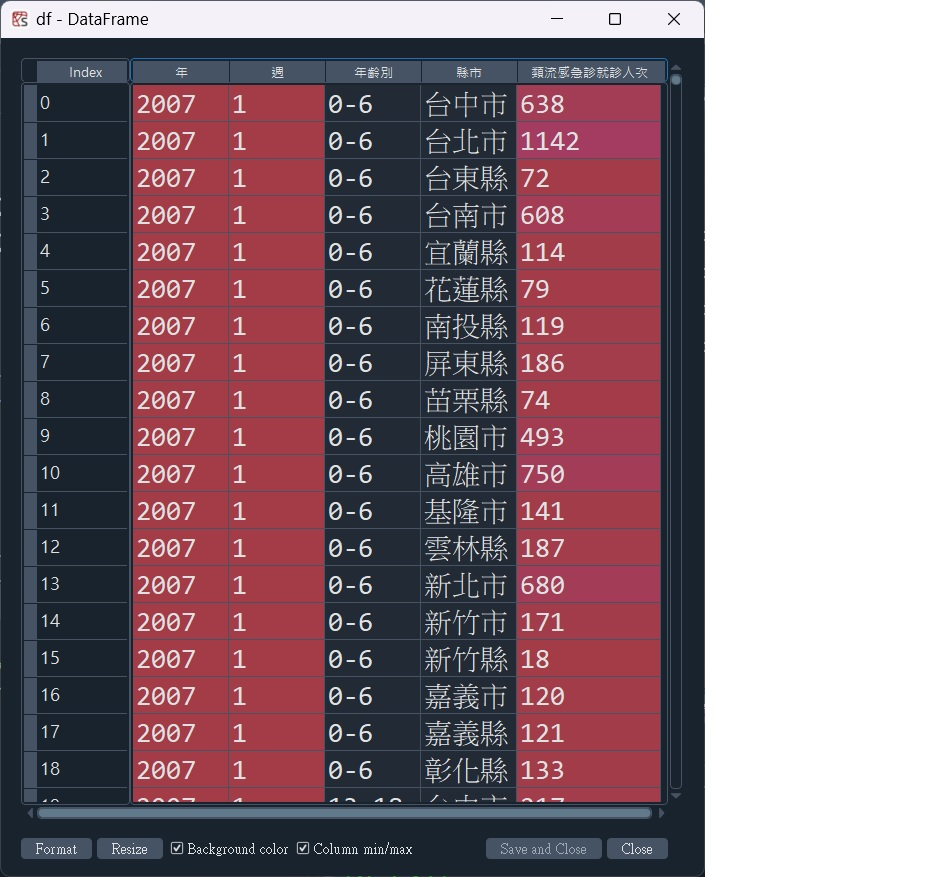 df - DataFrame
Index 年 週 年齡別 縣市 類流感急診就診人次
0 2007 1 0-6 台中市 638
1 2007 1 0-6 台北市 1142
2 2007 1 0-6 台東縣 72
3 2007 1 0-6 台南市 608
4 2007 1 0-6 宜蘭縣 114
5 2007 1 0-6 花蓮縣 79
6 2007 1 0-6 南投縣 119
7 2007 1 0-6 屏東縣 186
8 2007 1 0-6 苗栗縣 74
9 2007 1 0-6 桃園市 493
10 2007 1 0-6 高雄市 750
11 2007 1 0-6 基隆市 141
12 2007 1 0-6 雲林縣 187
13 2007 1 0-6 新北市 680
14 2007 1 0-6 新竹市 171
15 2007 1 0-6 新竹縣 18
16 2007 1 0-6 嘉義市 120
17 2007 1 0-6 嘉義縣 121
18 2007 1 0-6 彰化縣 133
Format Resize Background color Column min/max Save and Close Close